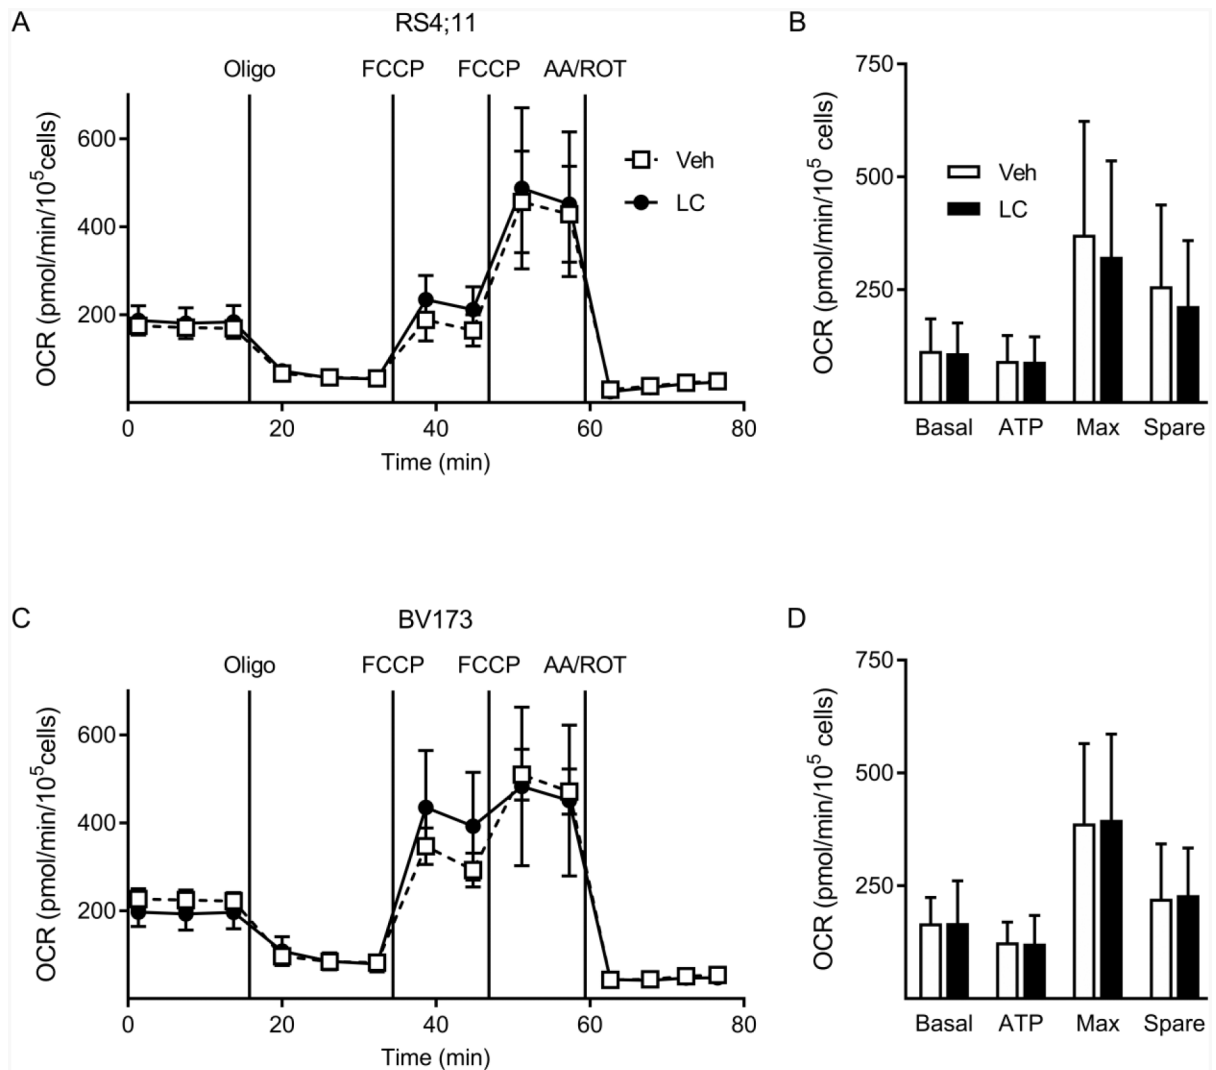 A
RS4;11
Oligo FCCP FCCP AA/ROT
OCR (pmol/min/10⁵cells)
600
400
200
Veh
LC
0 20 40 60 80
Time (min)
B
OCR (pmol/min/10⁵ cells)
750
500
250
Veh
LC
Basal ATP Max Spare
C
BV173
Oligo FCCP FCCP AA/ROT
OCR (pmol/min/10⁵cells)
600
400
200
0 20 40 60 80
Time (min)
D
OCR (pmol/min/10⁵ cells)
750
500
250
Basal ATP Max Spare